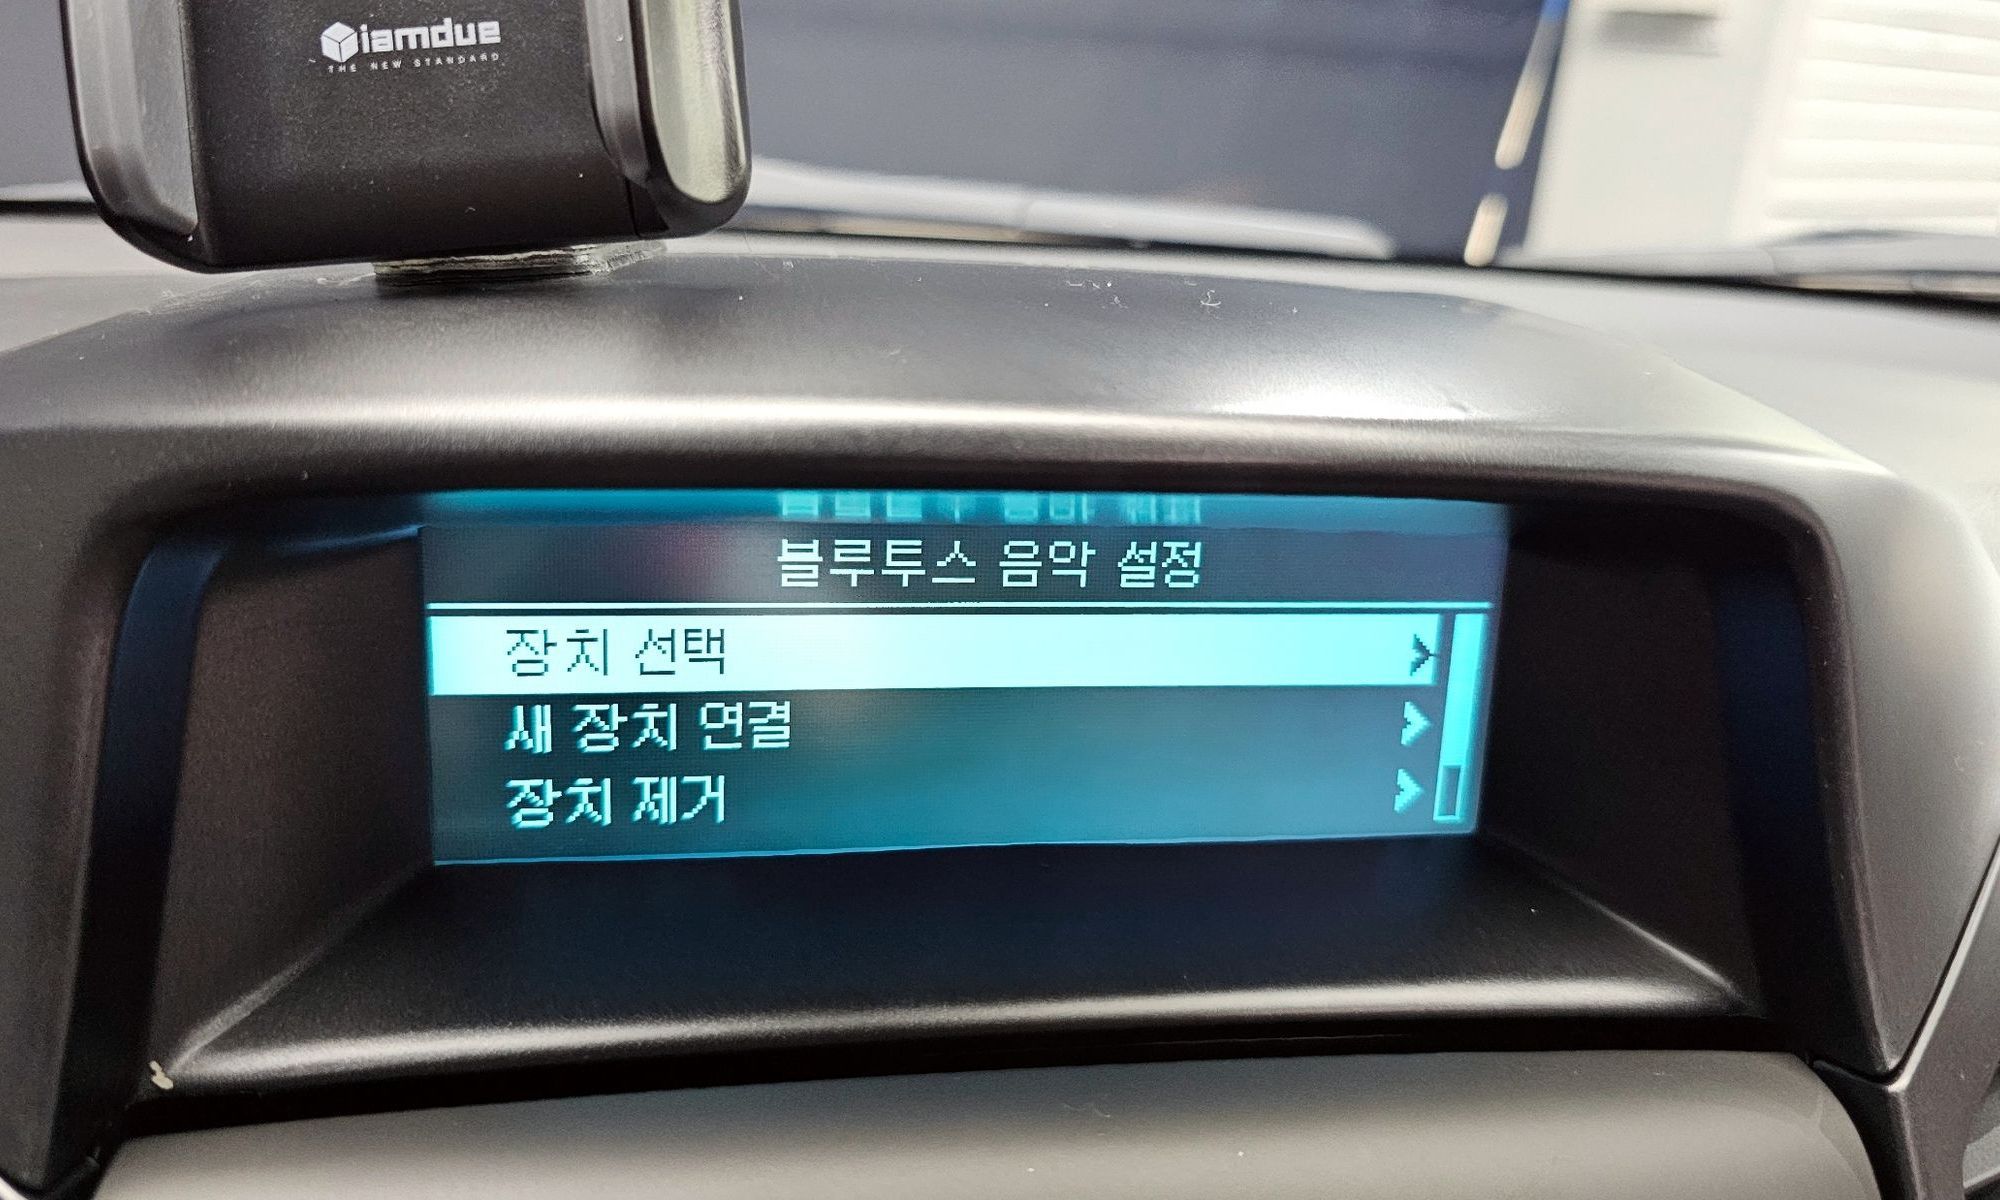 iamdue
THE NEW STANDARD
블루투스 음악 설정
장치 선택
새 장치 연결
장치 제거